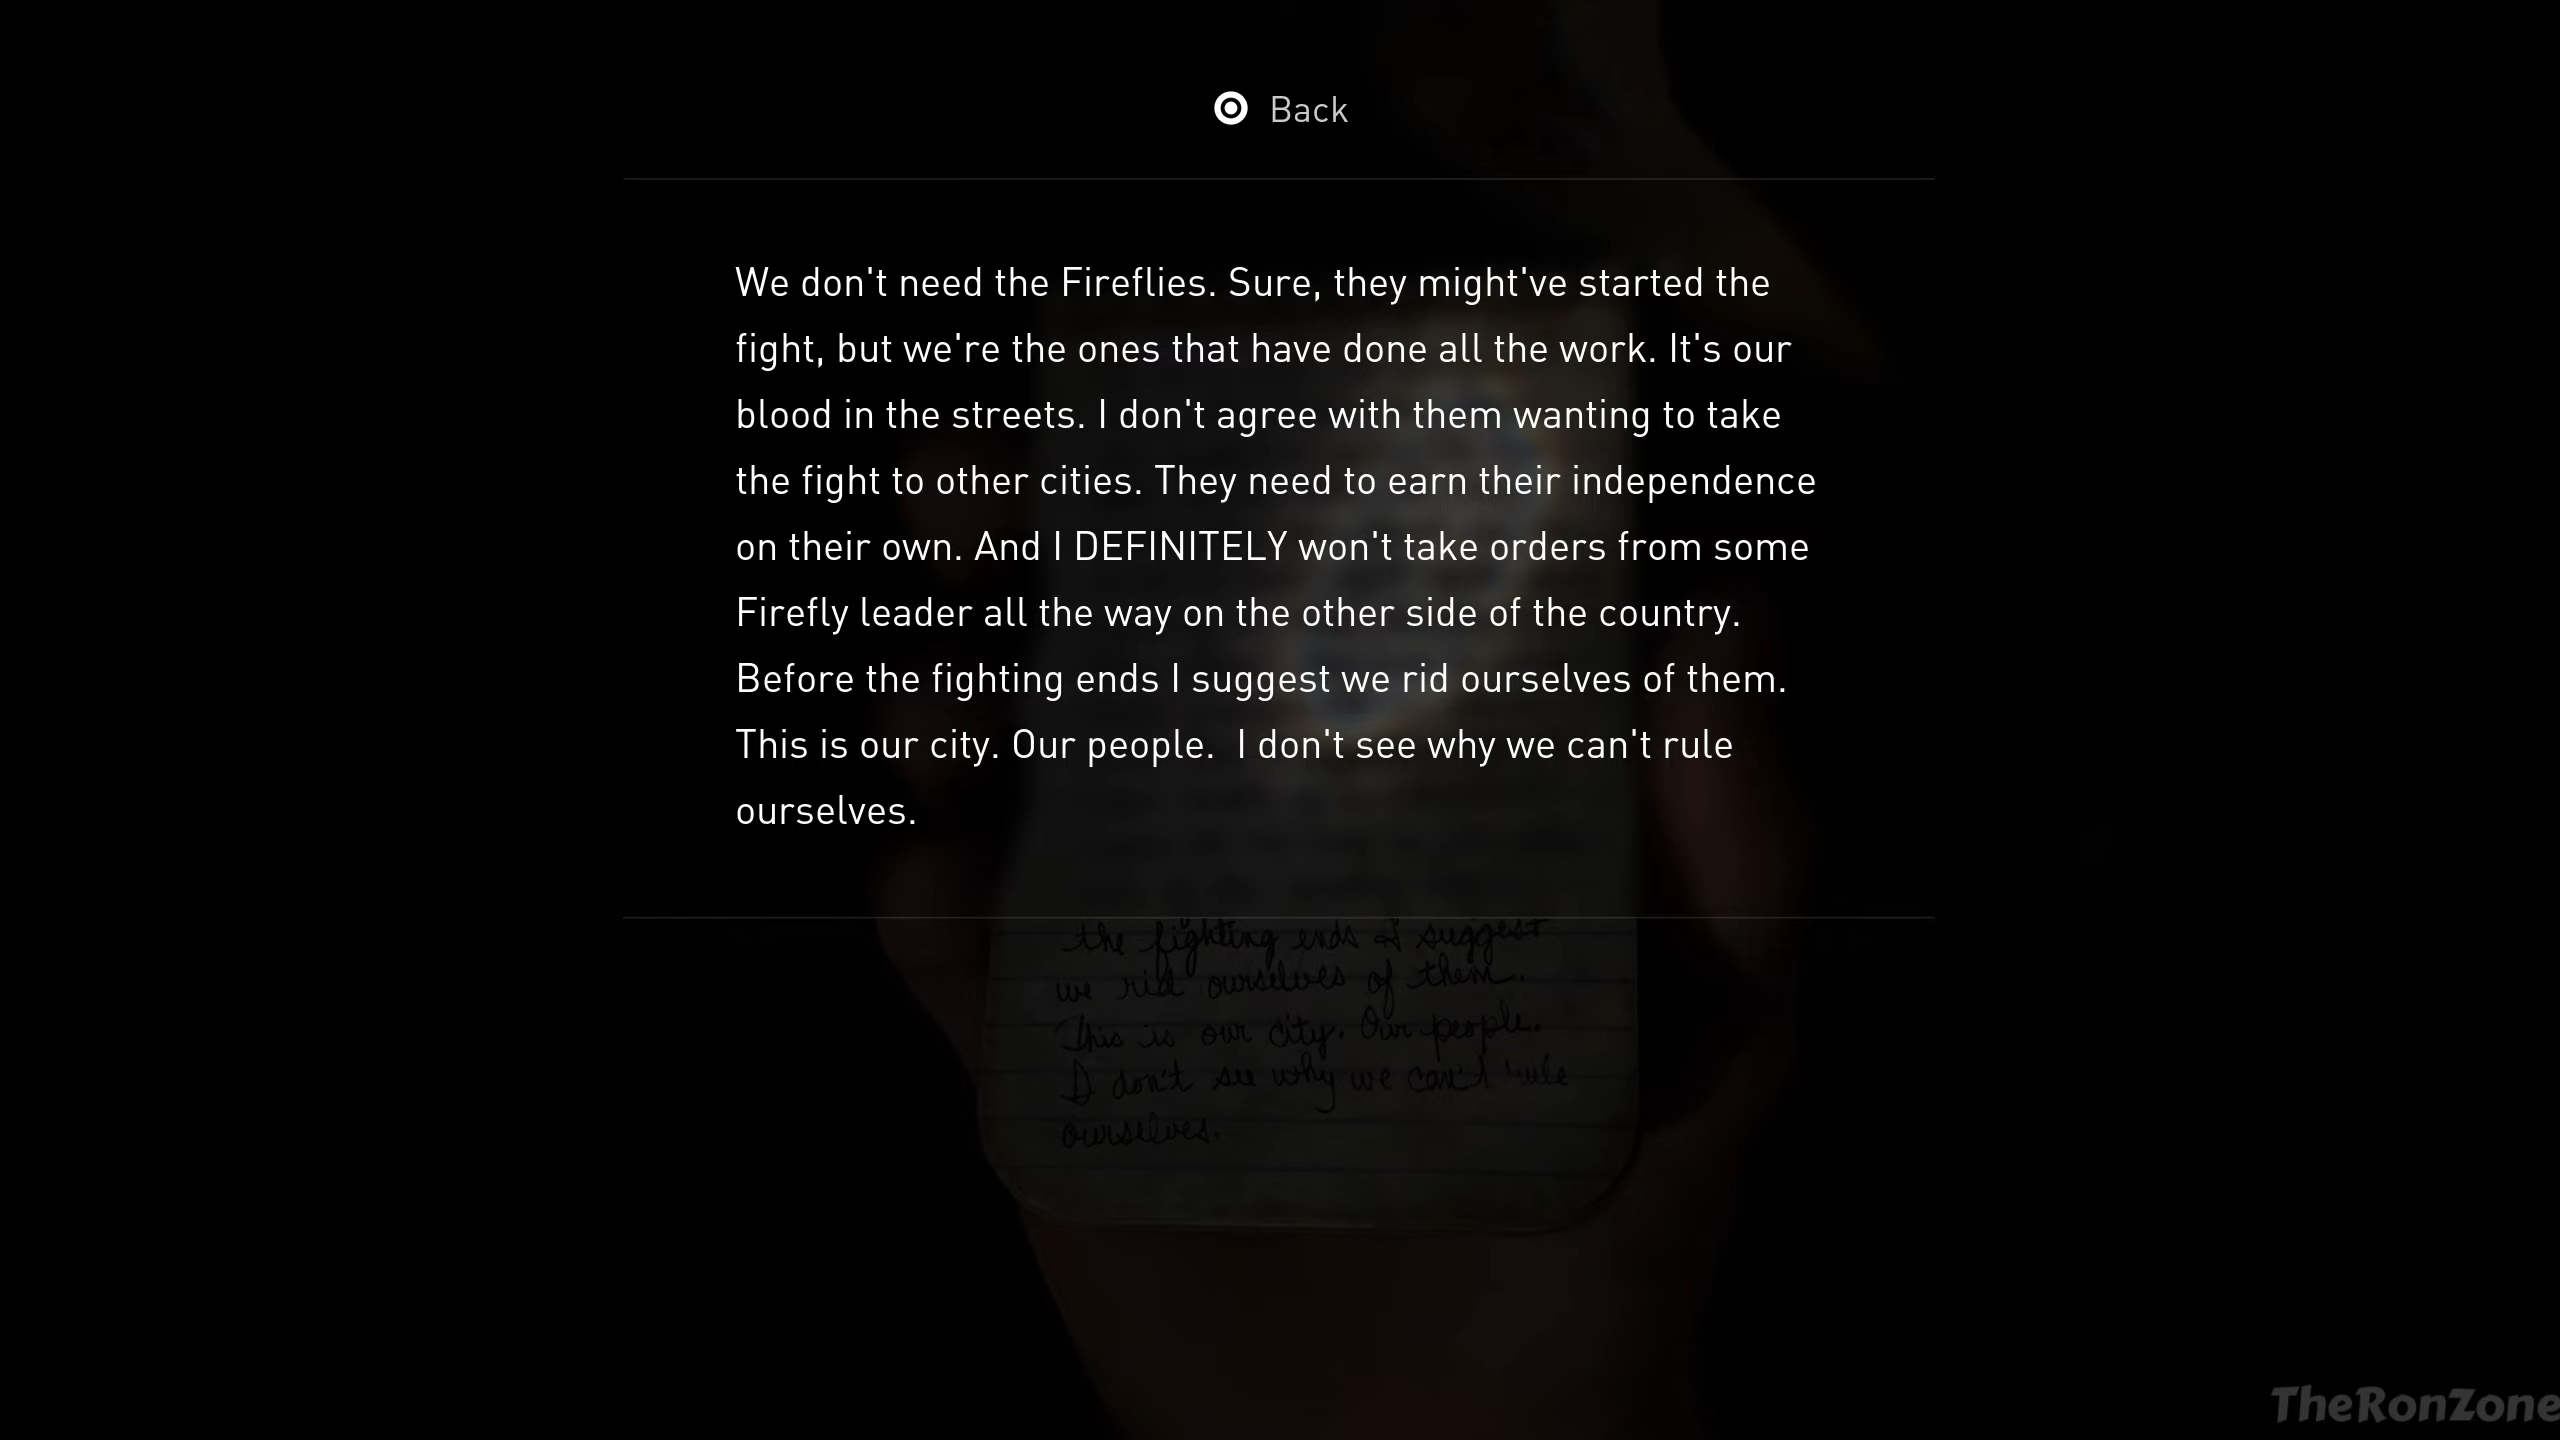 Back
We don't need the Fireflies. Sure, they might've started the
fight, but we're the ones that have done all the work. It's our
blood in the streets. I don't agree with them wanting to take
the fight to other cities. They need to earn their independence
on their own. And I DEFINITELY won't take orders from some
Firefly leader all the way on the other side of the country.
Before the fighting ends I suggest we rid ourselves of them.
This is our city. Our people.  I don't see why we can't rule
ourselves.
the fighting ends I suggest
we rid ourselves of them.
This is our city. Our people.
I don't see why we can't rule
ourselves.
TheRonZone